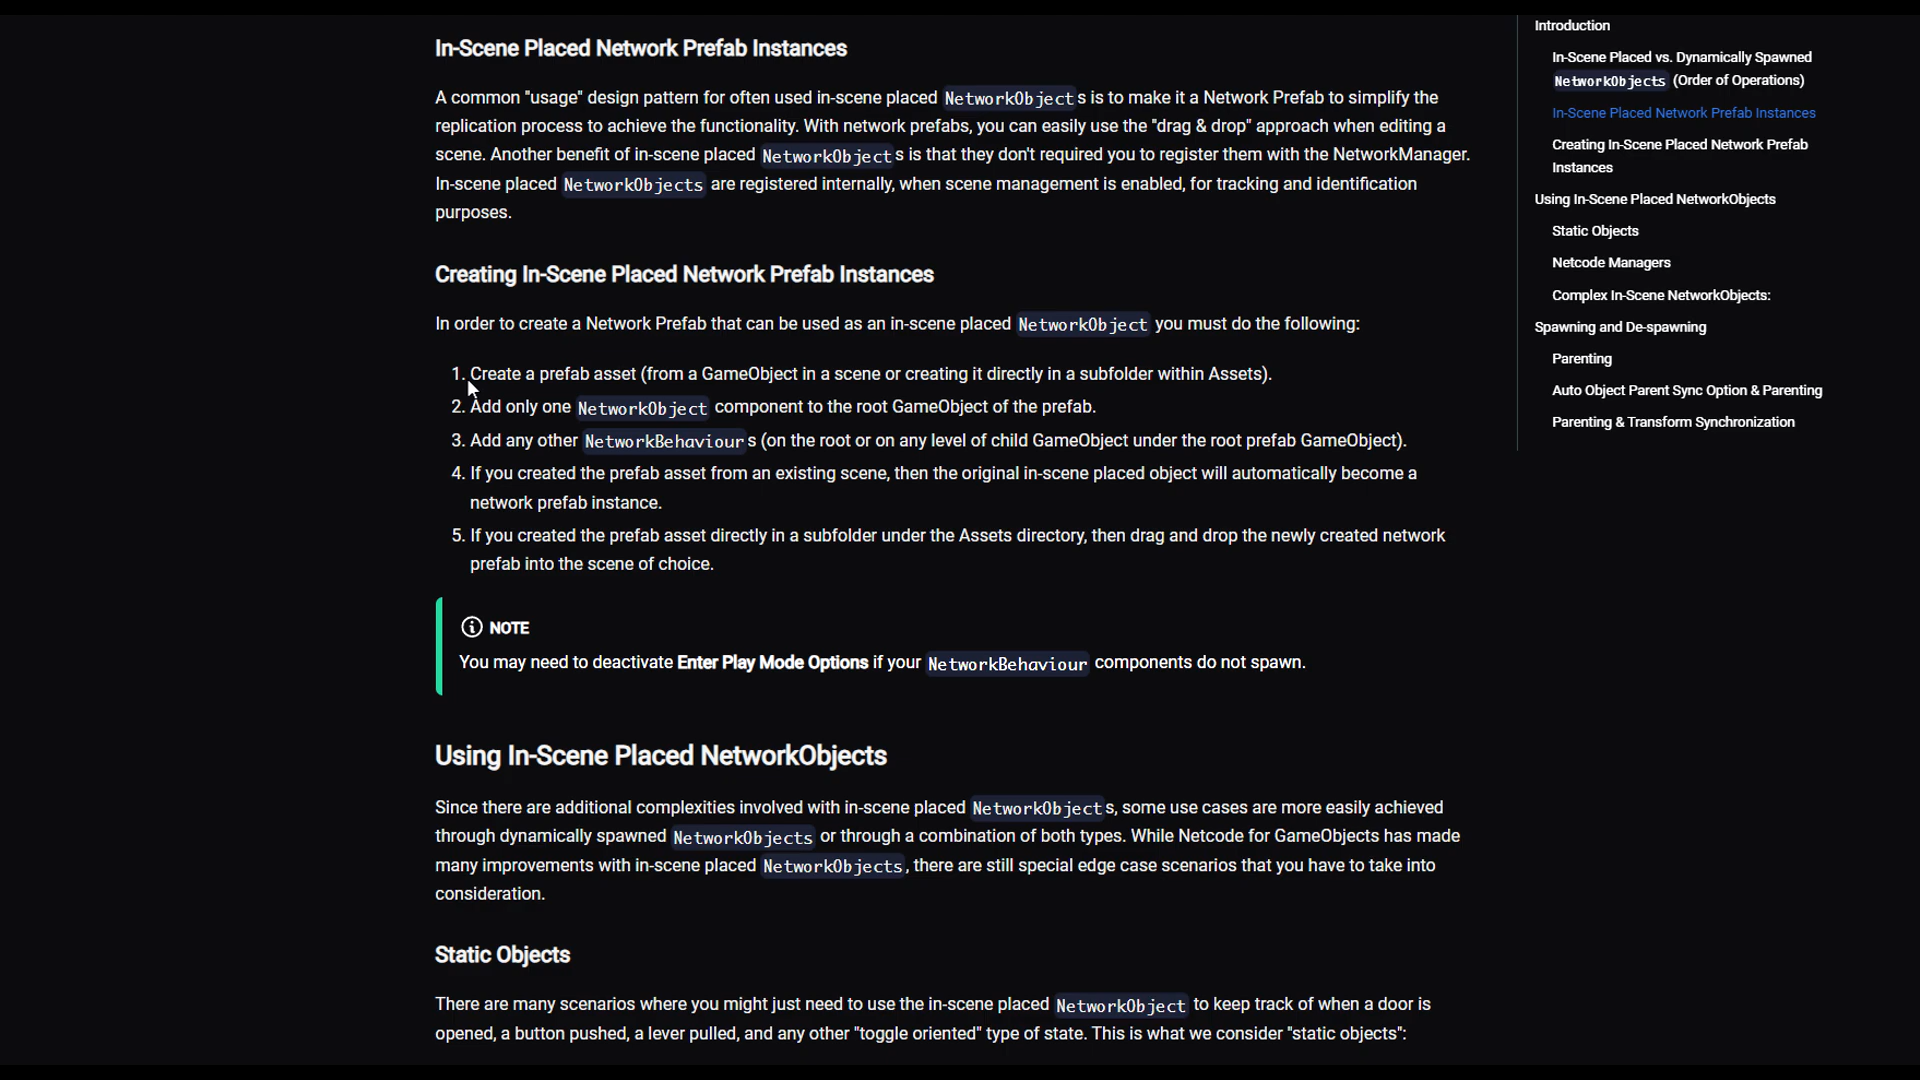 In-Scene Placed Network Prefab Instances
A common "usage" design pattern for often used in-scene placed NetworkObjects is to make it a Network Prefab to simplify the
replication process to achieve the functionality. With network prefabs, you can easily use the "drag & drop" approach when editing a
scene. Another benefit of in-scene placed NetworkObjects is that they don't required you to register them with the NetworkManager.
In-scene placed NetworkObjects are registered internally, when scene management is enabled, for tracking and identification
purposes.
Creating In-Scene Placed Network Prefab Instances
In order to create a Network Prefab that can be used as an in-scene placed NetworkObject you must do the following:
1. Create a prefab asset (from a GameObject in a scene or creating it directly in a subfolder within Assets).
2. Add only one NetworkObject component to the root GameObject of the prefab.
3. Add any other NetworkBehaviours (on the root or on any level of child GameObject under the root prefab GameObject).
4. If you created the prefab asset from an existing scene, then the original in-scene placed object will automatically become a
network prefab instance.
5. If you created the prefab asset directly in a subfolder under the Assets directory, then drag and drop the newly created network
prefab into the scene of choice.
NOTE
You may need to deactivate Enter Play Mode Options if your NetworkBehaviour components do not spawn.
Using In-Scene Placed NetworkObjects
Since there are additional complexities involved with in-scene placed NetworkObjects, some use cases are more easily achieved
through dynamically spawned NetworkObjects or through a combination of both types. While Netcode for GameObjects has made
many improvements with in-scene placed NetworkObjects, there are still special edge case scenarios that you have to take into
consideration.
Static Objects
There are many scenarios where you might just need to use the in-scene placed NetworkObject to keep track of when a door is
opened, a button pushed, a lever pulled, and any other "toggle oriented" type of state. This is what we consider "static objects":
Introduction
In-Scene Placed vs. Dynamically Spawned
NetworkObjects (Order of Operations)
In-Scene Placed Network Prefab Instances
Creating In-Scene Placed Network Prefab
Instances
Using In-Scene Placed NetworkObjects
Static Objects
Netcode Managers
Complex In-Scene NetworkObjects:
Spawning and De-spawning
Parenting
Auto Object Parent Sync Option & Parenting
Parenting & Transform Synchronization